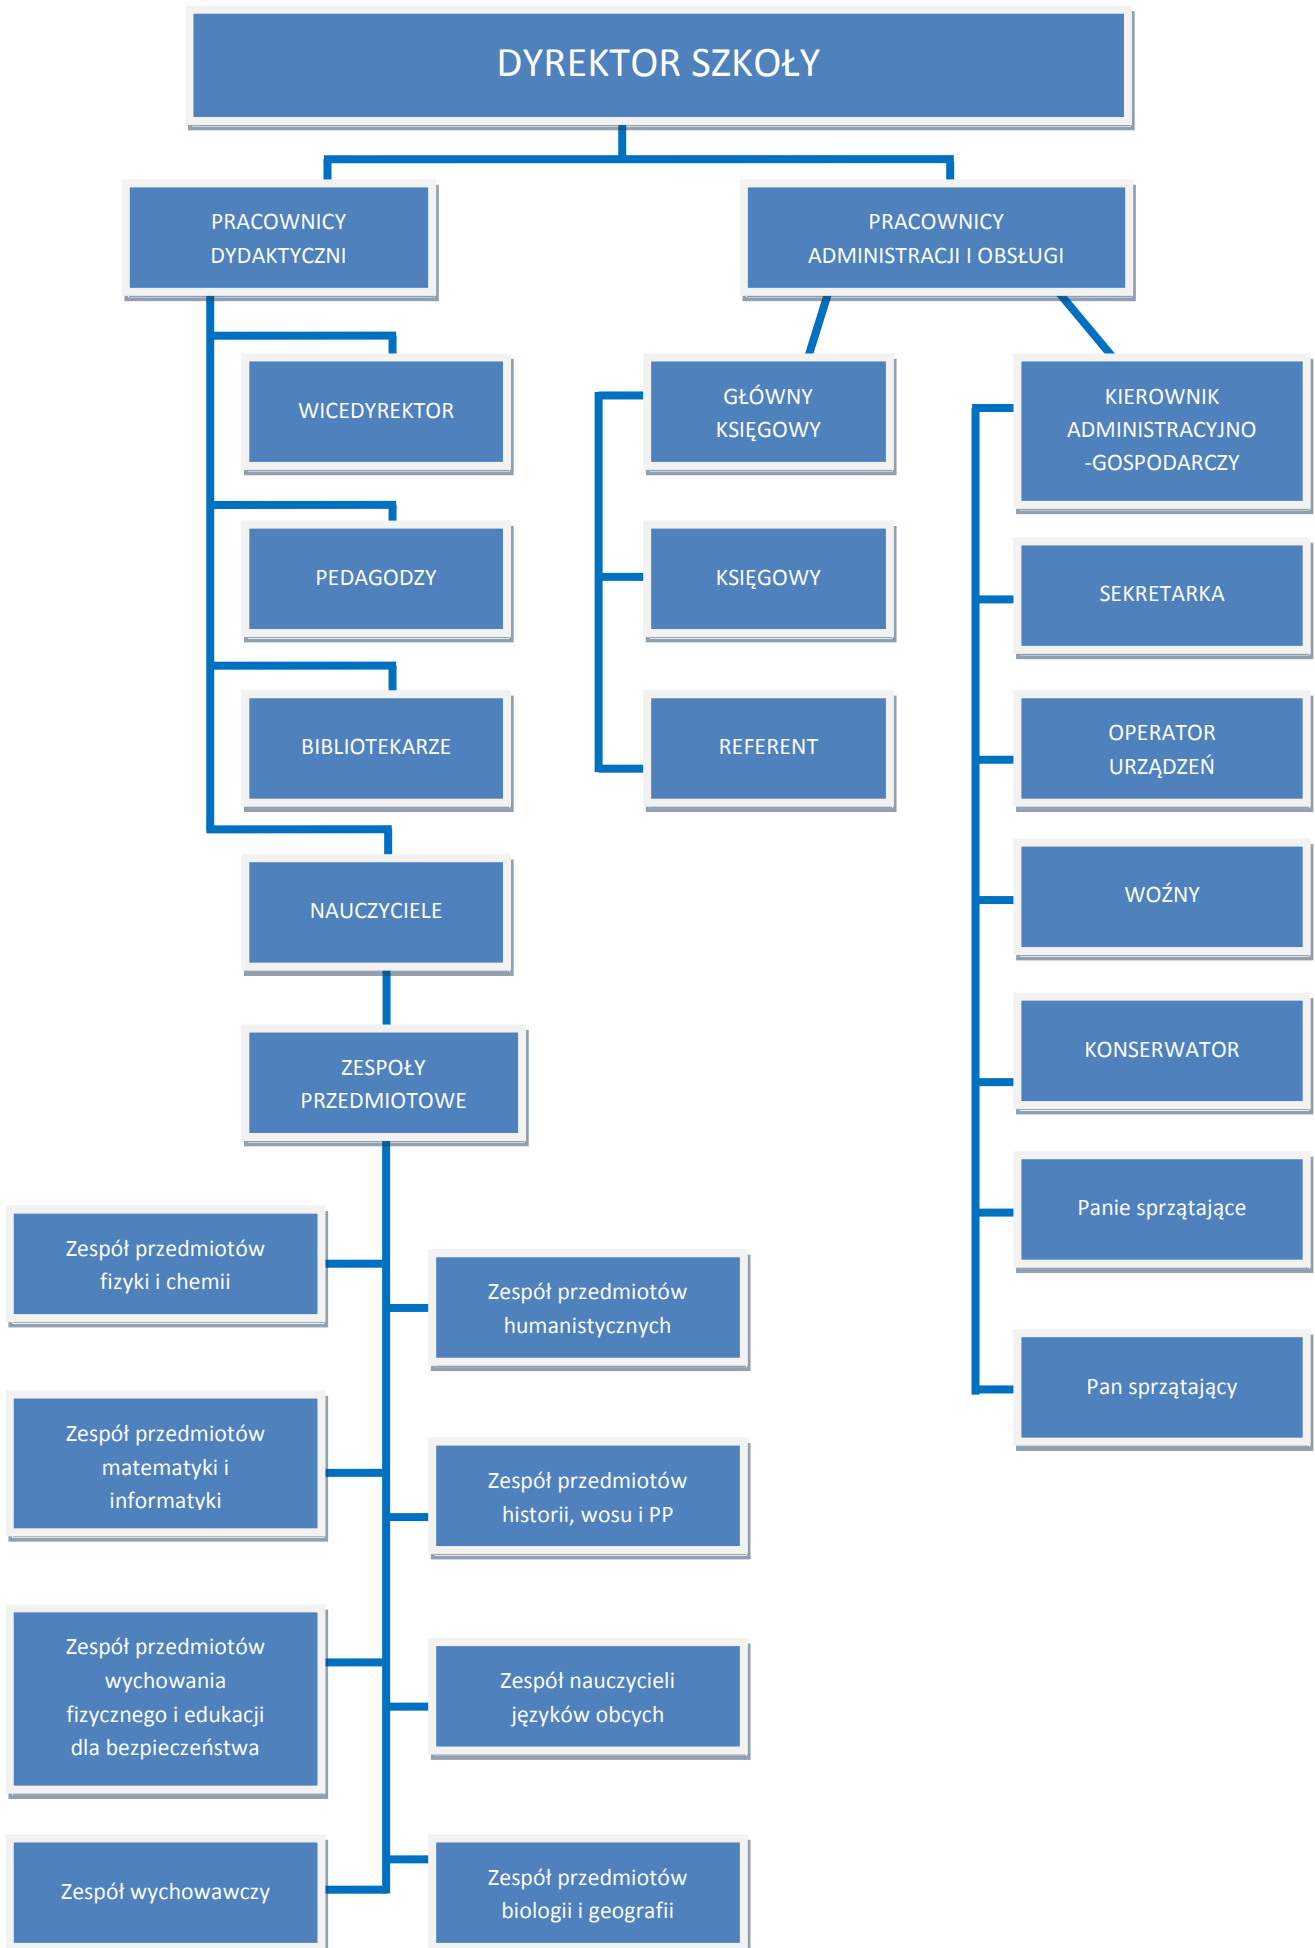 DYREKTOR SZKOŁY
PRACOWNICY
DYDAKTYCZNI
PRACOWNICY
ADMINISTRACJI I OBSŁUGI
WICEDYREKTOR
PEDAGODZY
BIBLIOTEKARZE
NAUCZYCIELE
ZESPOŁY
PRZEDMIOTOWE
GŁÓWNY
KSIĘGOWY
KSIĘGOWY
REFERENT
KIEROWNIK
ADMINISTRACYJNO
-GOSPODARCZY
SEKRETARKA
OPERATOR
URZĄDZEŃ
WOŹNY
KONSERWATOR
Panie sprzątające
Pan sprzątający
Zespół przedmiotów
fizyki i chemii
Zespół przedmiotów
humanistycznych
Zespół przedmiotów
matematyki i
informatyki
Zespół przedmiotów
historii, wosu i PP
Zespół przedmiotów
wychowania
fizycznego i edukacji
dla bezpieczeństwa
Zespół nauczycieli
języków obcych
Zespół wychowawczy
Zespół przedmiotów
biologii i geografii